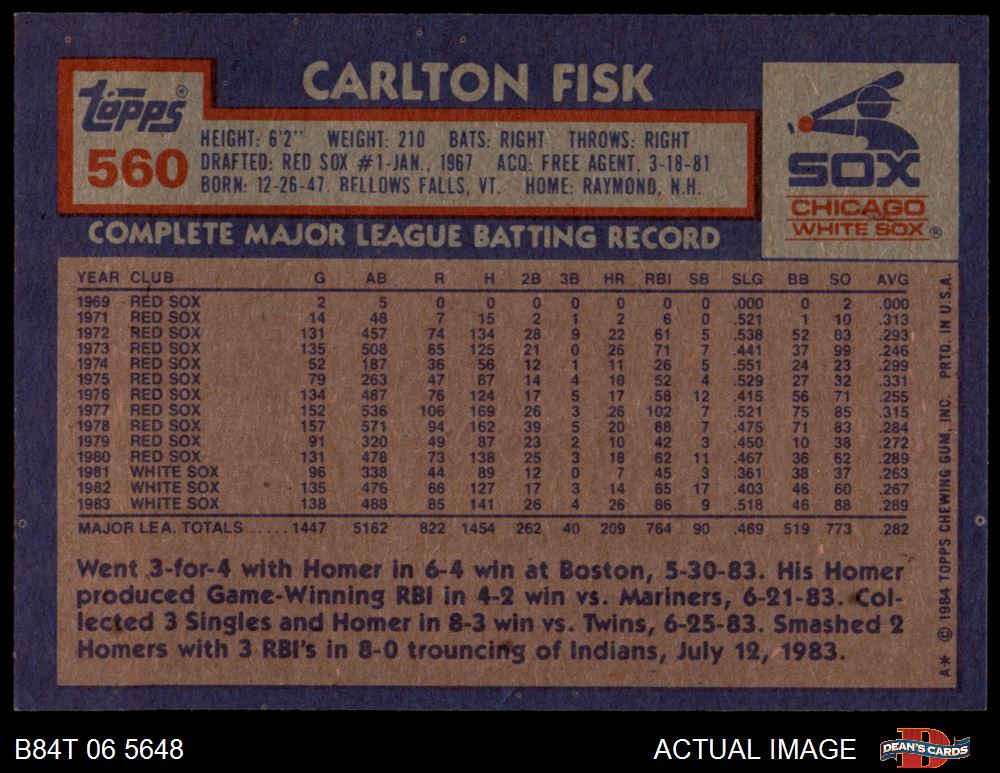 CARLTON FISK
Topps®
560
HEIGHT: 6'2" WEIGHT: 210 BATS: RIGHT THROWS: RIGHT
DRAFTED: RED SOX #1-JAN., 1967 ACQ: FREE AGENT, 3-18-81
BORN: 12-26-47, BELLOWS FALLS, VT. HOME: RAYMOND, N.H.
SOX
CHICAGO
WHITE SOX®
COMPLETE MAJOR LEAGUE BATTING RECORD
YEAR CLUB G AB R H 2B 3B HR RBI SB SLG BB SO AVG
1969 RED SOX 2 5 0 0 0 0 0 0 0 .000 0 2 .000
1971 RED SOX 14 48 7 15 2 1 2 6 0 .521 1 10 .313
1972 RED SOX 131 457 74 134 28 9 22 61 5 .538 52 83 .293
1973 RED SOX 135 508 65 125 21 0 26 71 7 .441 37 99 .246
1974 RED SOX 52 187 36 56 12 1 11 26 5 .551 24 23 .299
1975 RED SOX 79 263 47 87 14 4 10 52 4 .529 27 32 .331
1976 RED SOX 134 487 76 124 17 5 17 58 12 .415 56 71 .255
1977 RED SOX 152 536 106 169 26 3 26 102 7 .521 75 85 .315
1978 RED SOX 157 571 94 162 39 5 20 88 7 .475 71 83 .284
1979 RED SOX 91 320 49 87 23 2 10 42 3 .450 10 38 .272
1980 RED SOX 131 478 73 138 25 3 18 62 11 .467 36 62 .289
1981 WHITE SOX 96 338 44 89 12 0 7 45 3 .361 38 37 .263
1982 WHITE SOX 135 476 66 127 17 3 14 65 17 .403 46 60 .267
1983 WHITE SOX 138 488 85 141 26 4 26 86 9 .518 46 88 .289
MAJOR LEA. TOTALS..... 1447 5162 822 1454 262 40 209 764 90 .469 519 773 .282
Went 3-for-4 with Homer in 6-4 win at Boston, 5-30-83. His Homer
produced Game-Winning RBI in 4-2 win vs. Mariners, 6-21-83. Col-
lected 3 Singles and Homer in 8-3 win vs. Twins, 6-25-83. Smashed 2
Homers with 3 RBI's in 8-0 trouncing of Indians, July 12, 1983.
A* © 1984 TOPPS CHEWING GUM, INC. PRTD. IN U.S.A.
B84T 06 5648
ACTUAL IMAGE
DEAN'S CARDS